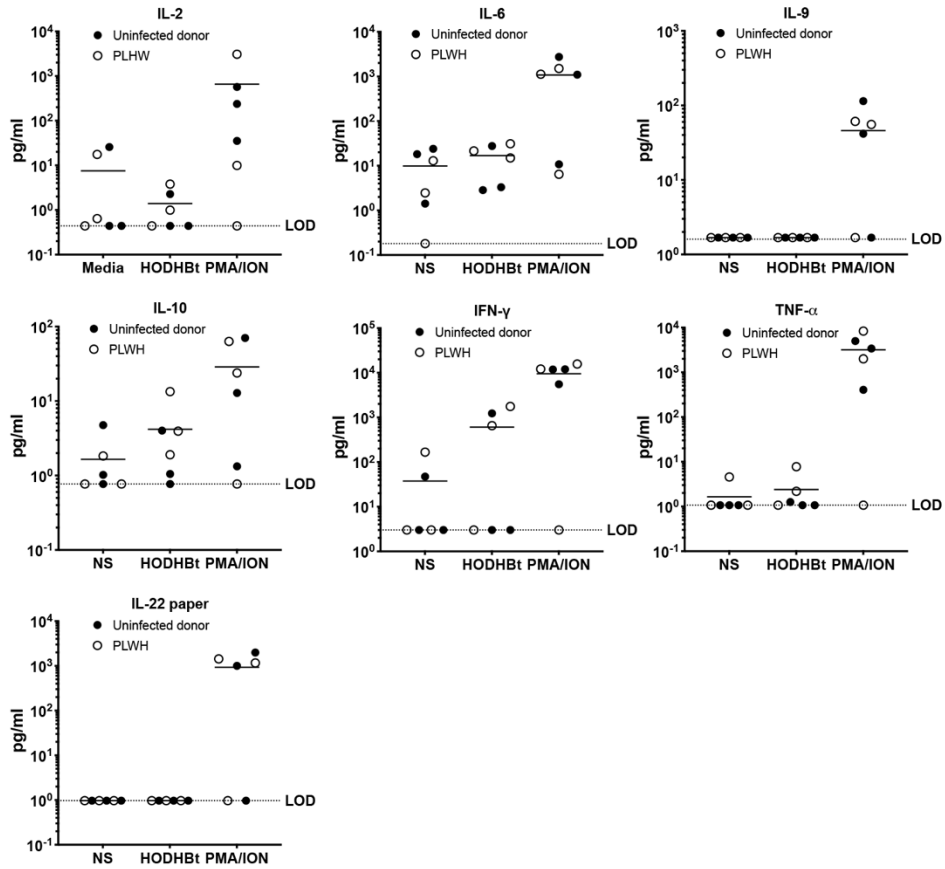 IL-2
Uninfected donor
PLHW
pg/ml
10^4
10^3
10^2
10^1
10^0
10^-1
LOD
Media HODHBt PMA/ION
IL-6
Uninfected donor
PLWH
pg/ml
10^4
10^3
10^2
10^1
10^0
10^-1
LOD
NS HODHBt PMA/ION
IL-9
Uninfected donor
PLWH
pg/ml
10^3
10^2
10^1
10^0
LOD
NS HODHBt PMA/ION
IL-10
Uninfected donor
PLWH
pg/ml
10^2
10^1
10^0
10^-1
LOD
NS HODHBt PMA/ION
IFN-γ
Uninfected donor
PLWH
pg/ml
10^5
10^4
10^3
10^2
10^1
10^0
LOD
NS HODHBt PMA/ION
TNF-α
Uninfected donor
PLWH
pg/ml
10^4
10^3
10^2
10^1
10^0
10^-1
LOD
NS HODHBt PMA/ION
IL-22 paper
Uninfected donor
PLWH
pg/ml
10^4
10^3
10^2
10^1
10^0
10^-1
LOD
NS HODHBt PMA/ION